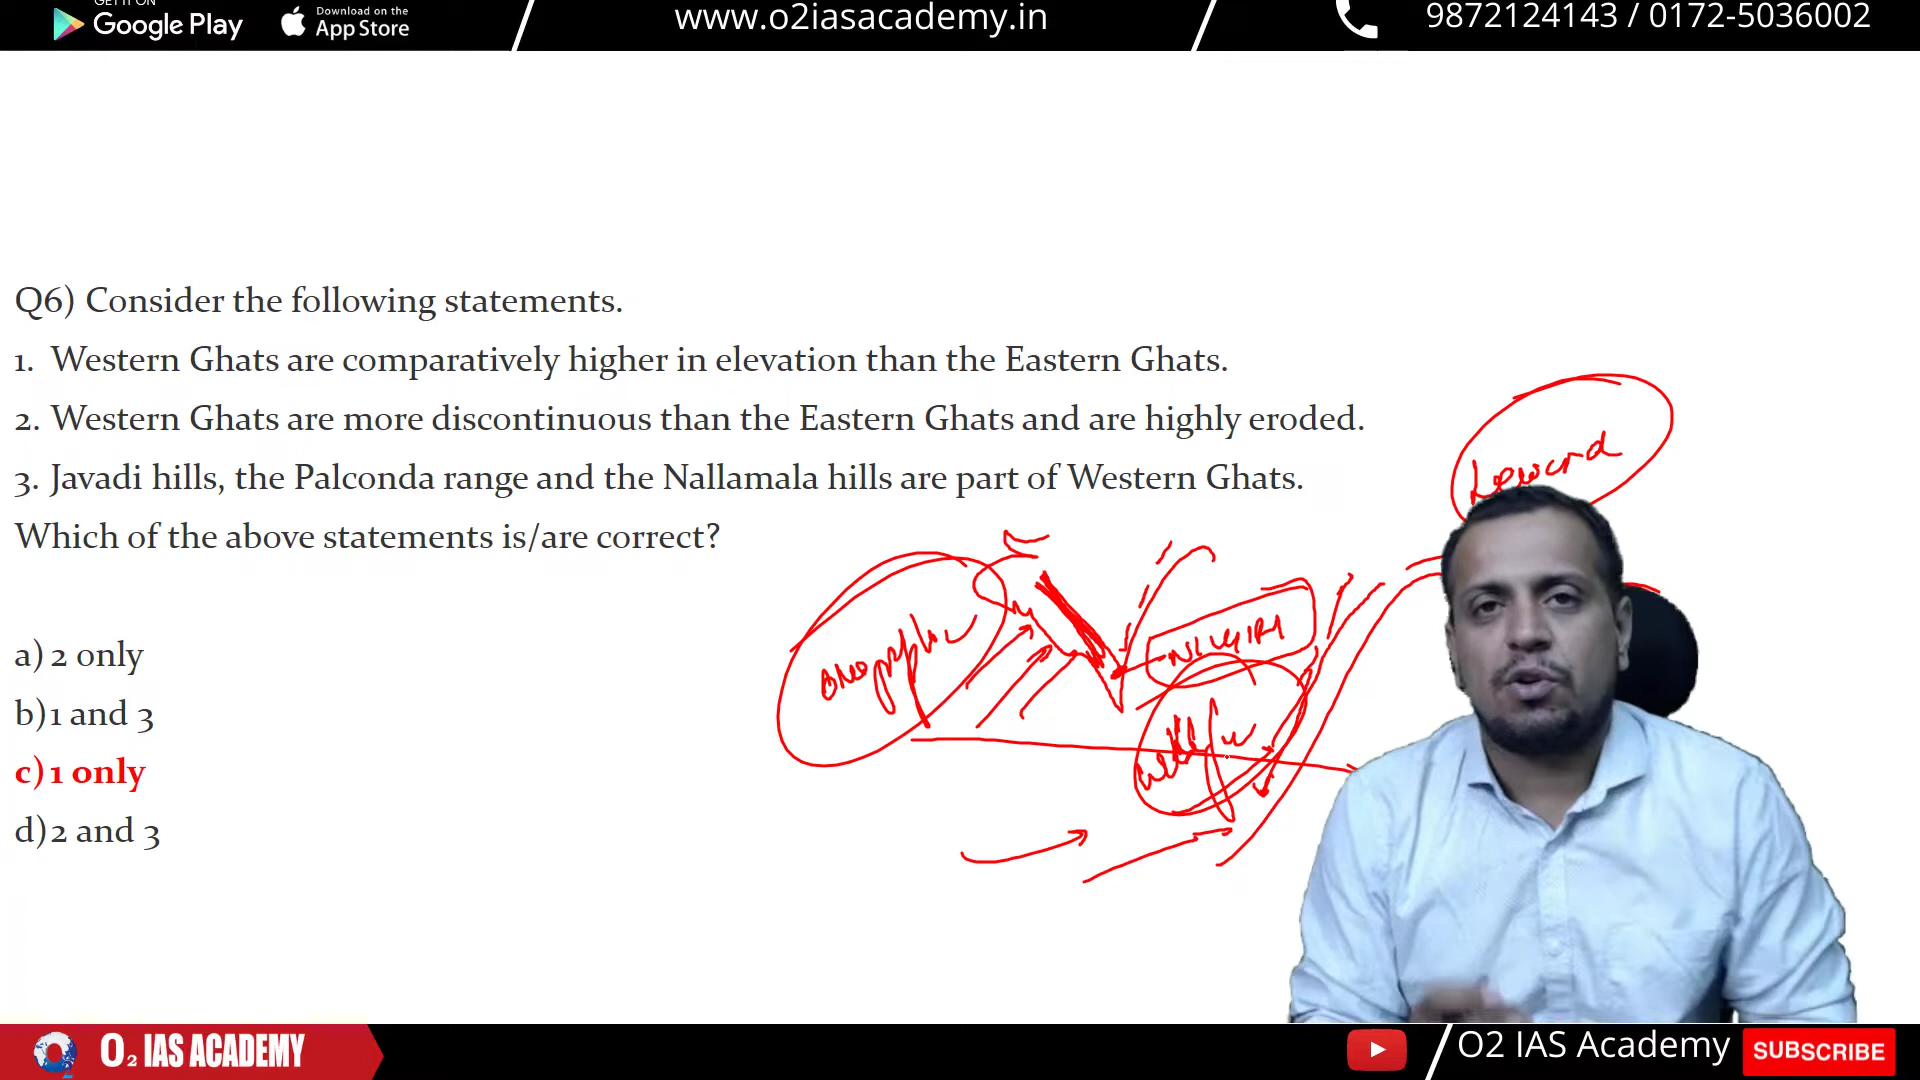 GET IT ON
Google Play
Download on the
App Store
www.o2iasacademy.in
9872124143 / 0172-5036002
Q6) Consider the following statements.
1. Western Ghats are comparatively higher in elevation than the Eastern Ghats.
2. Western Ghats are more discontinuous than the Eastern Ghats and are highly eroded.
3. Javadi hills, the Palconda range and the Nallamala hills are part of Western Ghats.
Which of the above statements is/are correct?
Leeward
NILGIRI
a) 2 only
b) 1 and 3
c) 1 only
d) 2 and 3
O2 IAS ACADEMY
O2 IAS Academy
SUBSCRIBE